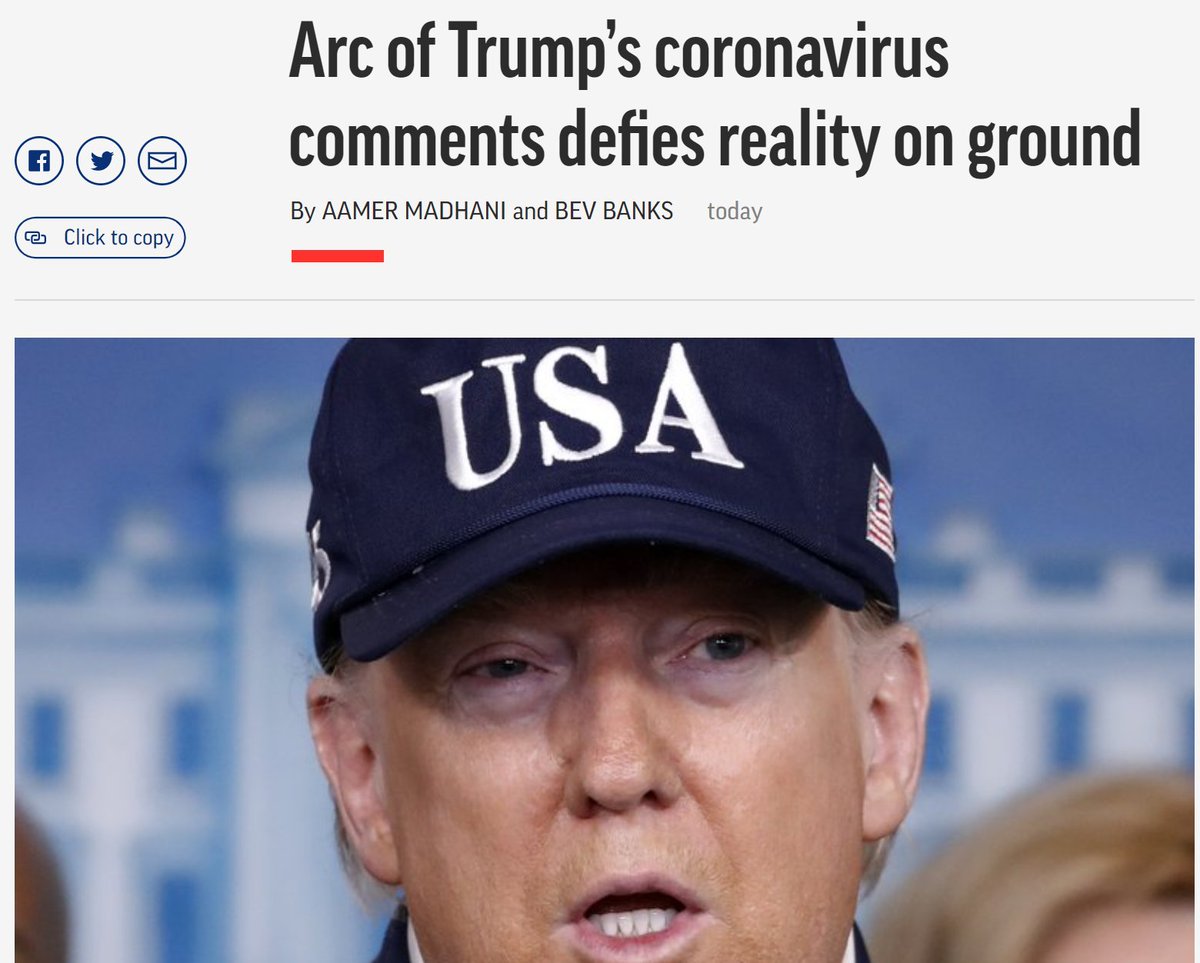 Arc of Trump’s coronavirus
comments defies reality on ground
By AAMER MADHANI and BEV BANKS today
Click to copy
USA